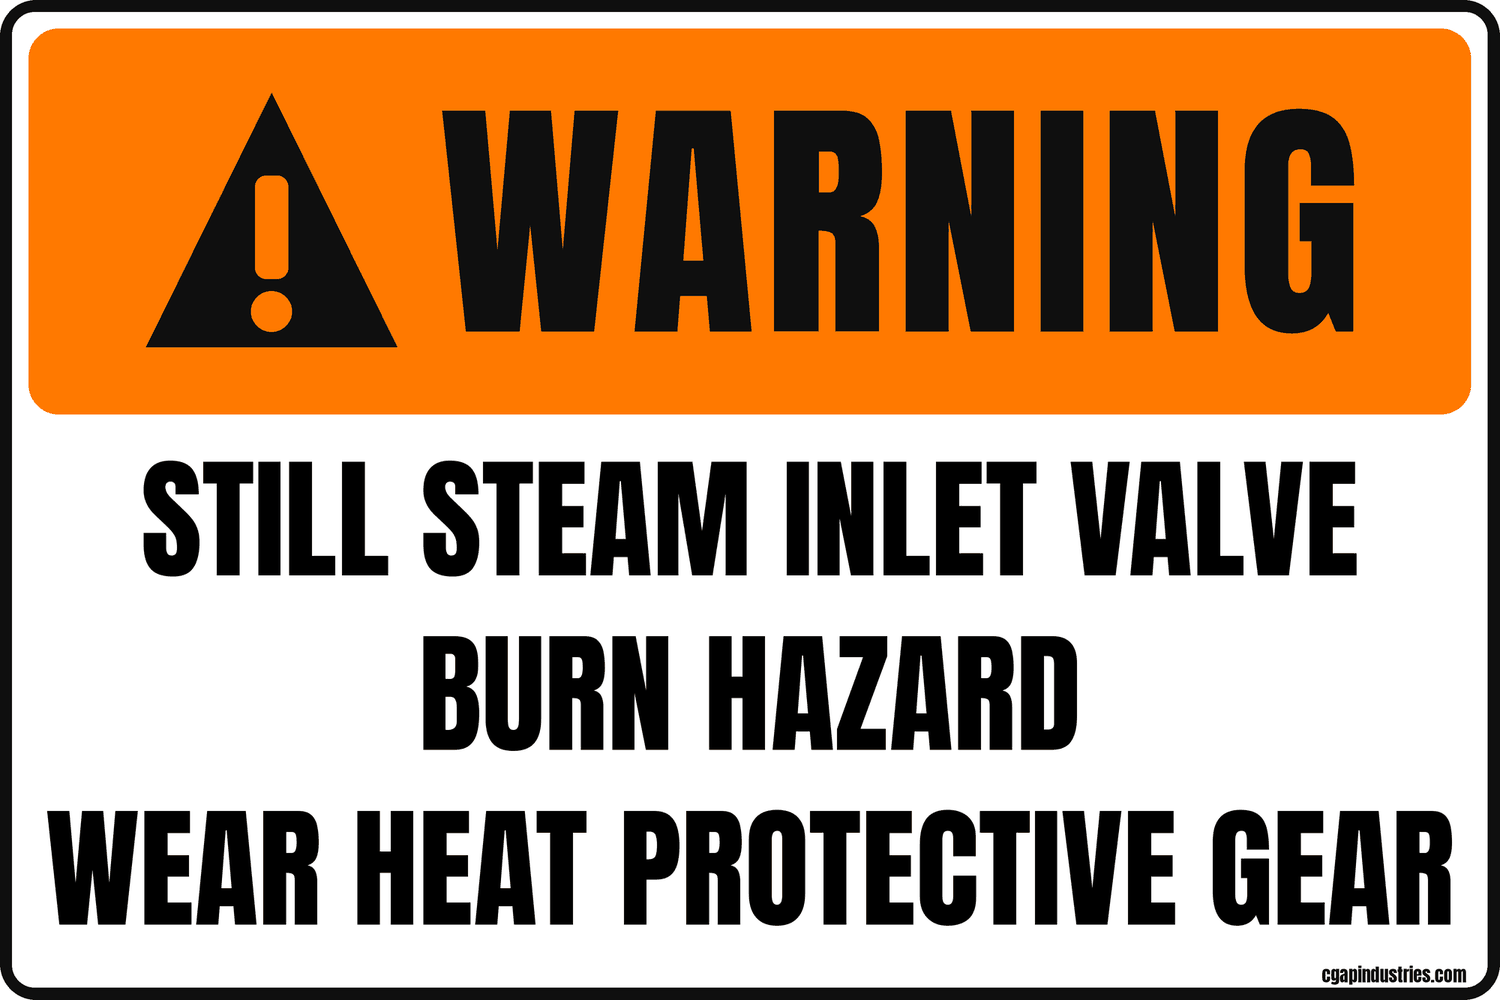 WARNING
STILL STEAM INLET VALVE
BURN HAZARD
WEAR HEAT PROTECTIVE GEAR
cgapindustries.com